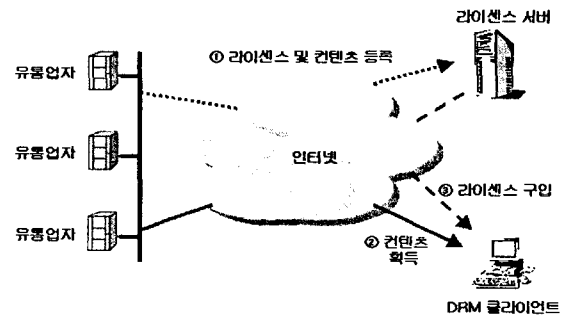 라이센스 서버
① 라이센스 및 컨텐츠 등록
유통업자
유통업자
인터넷
③ 라이센스 구입
유통업자
② 컨텐츠
획득
DRM 클라이언트